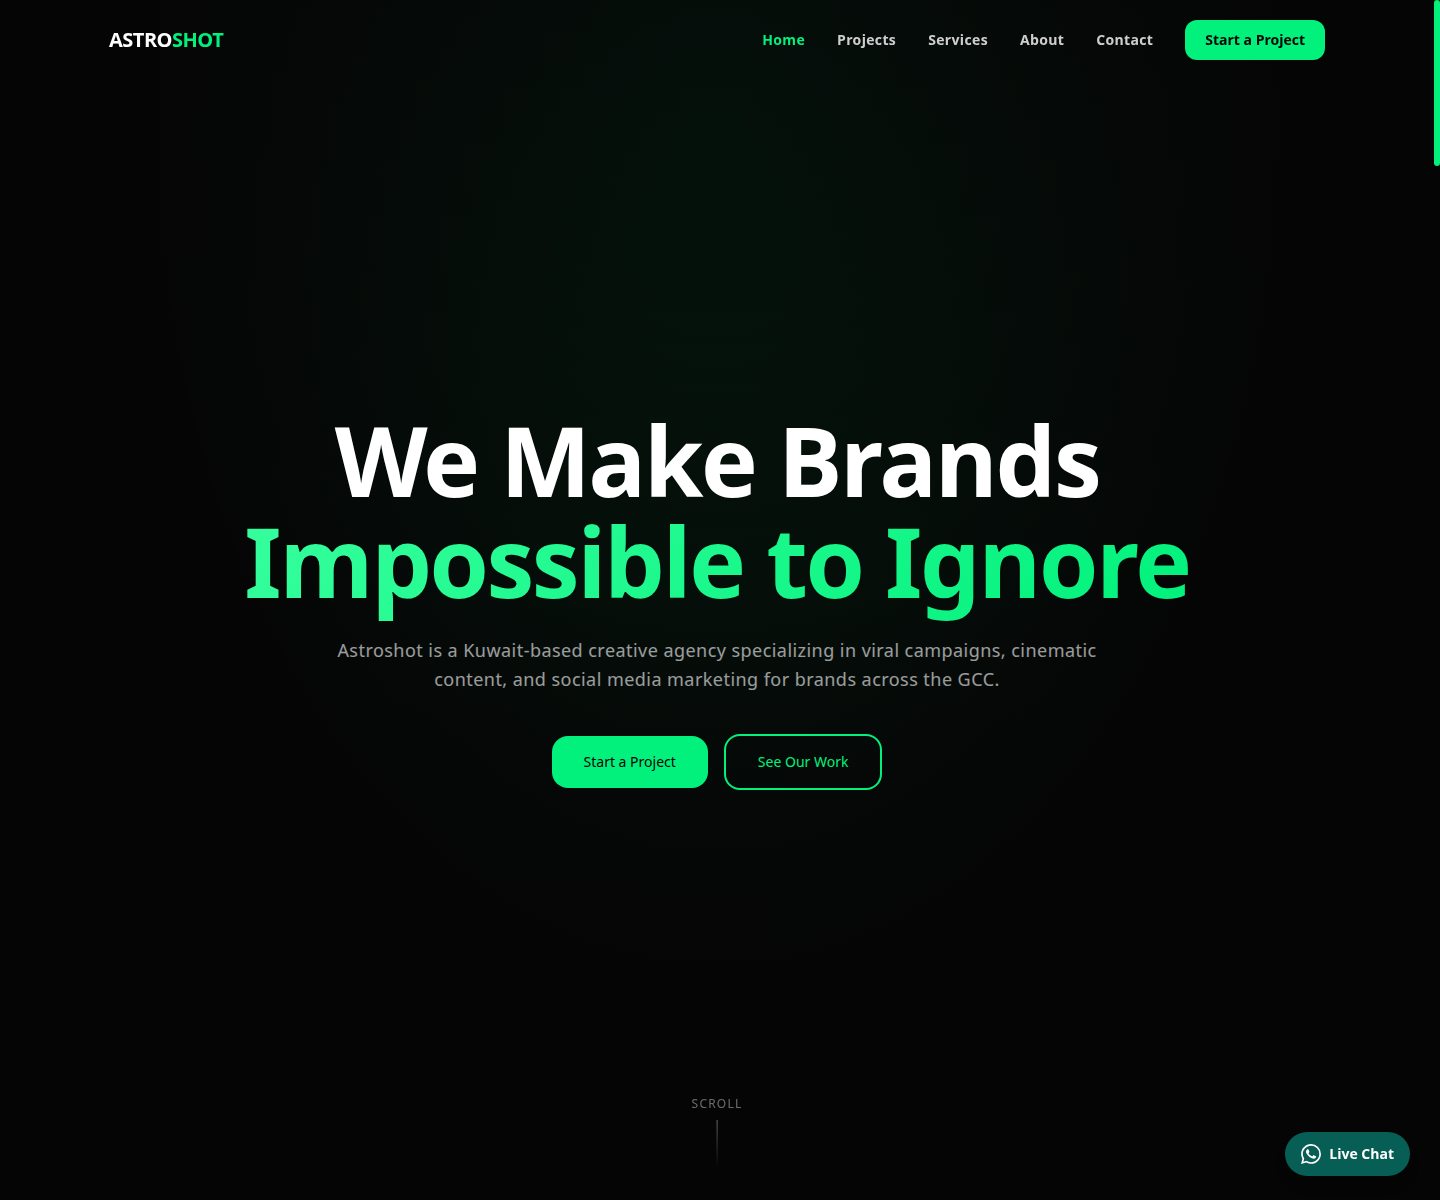 ASTROSHOT
Home Projects Services About Contact Start a Project
We Make Brands
Impossible to Ignore
Astroshot is a Kuwait-based creative agency specializing in viral campaigns, cinematic
content, and social media marketing for brands across the GCC.
Start a Project See Our Work
SCROLL
Live Chat